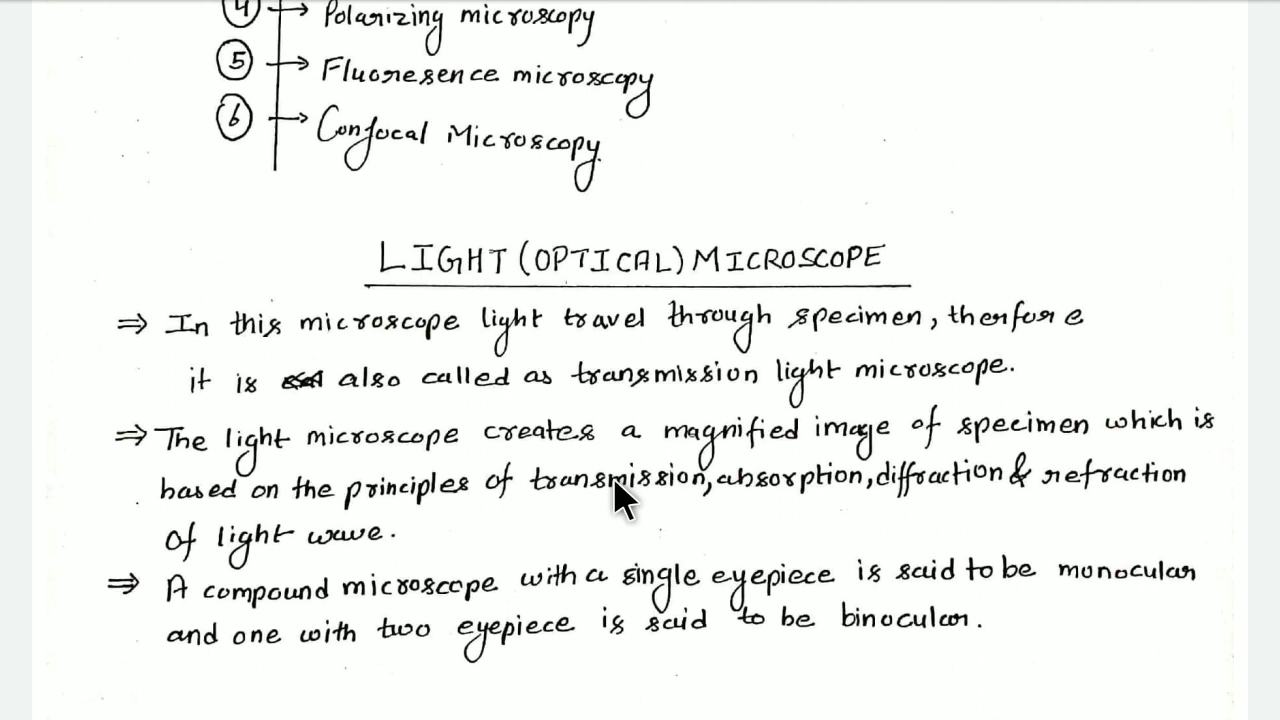 4 → Polarizing microscopy
5 → Fluoresence microscopy
6 → Confocal Microscopy.
LIGHT (OPTICAL) MICROSCOPE
⇒ In this microscope light travel through specimen, therfore
it is also called as transmission light microscope.
⇒ The light microscope creates a magnified image of specimen which is
based on the principles of transmission, absorption, diffraction & refraction
of light wave.
⇒ A compound microscope with a single eyepiece is said to be monocular
and one with two eyepiece is said to be binocular.